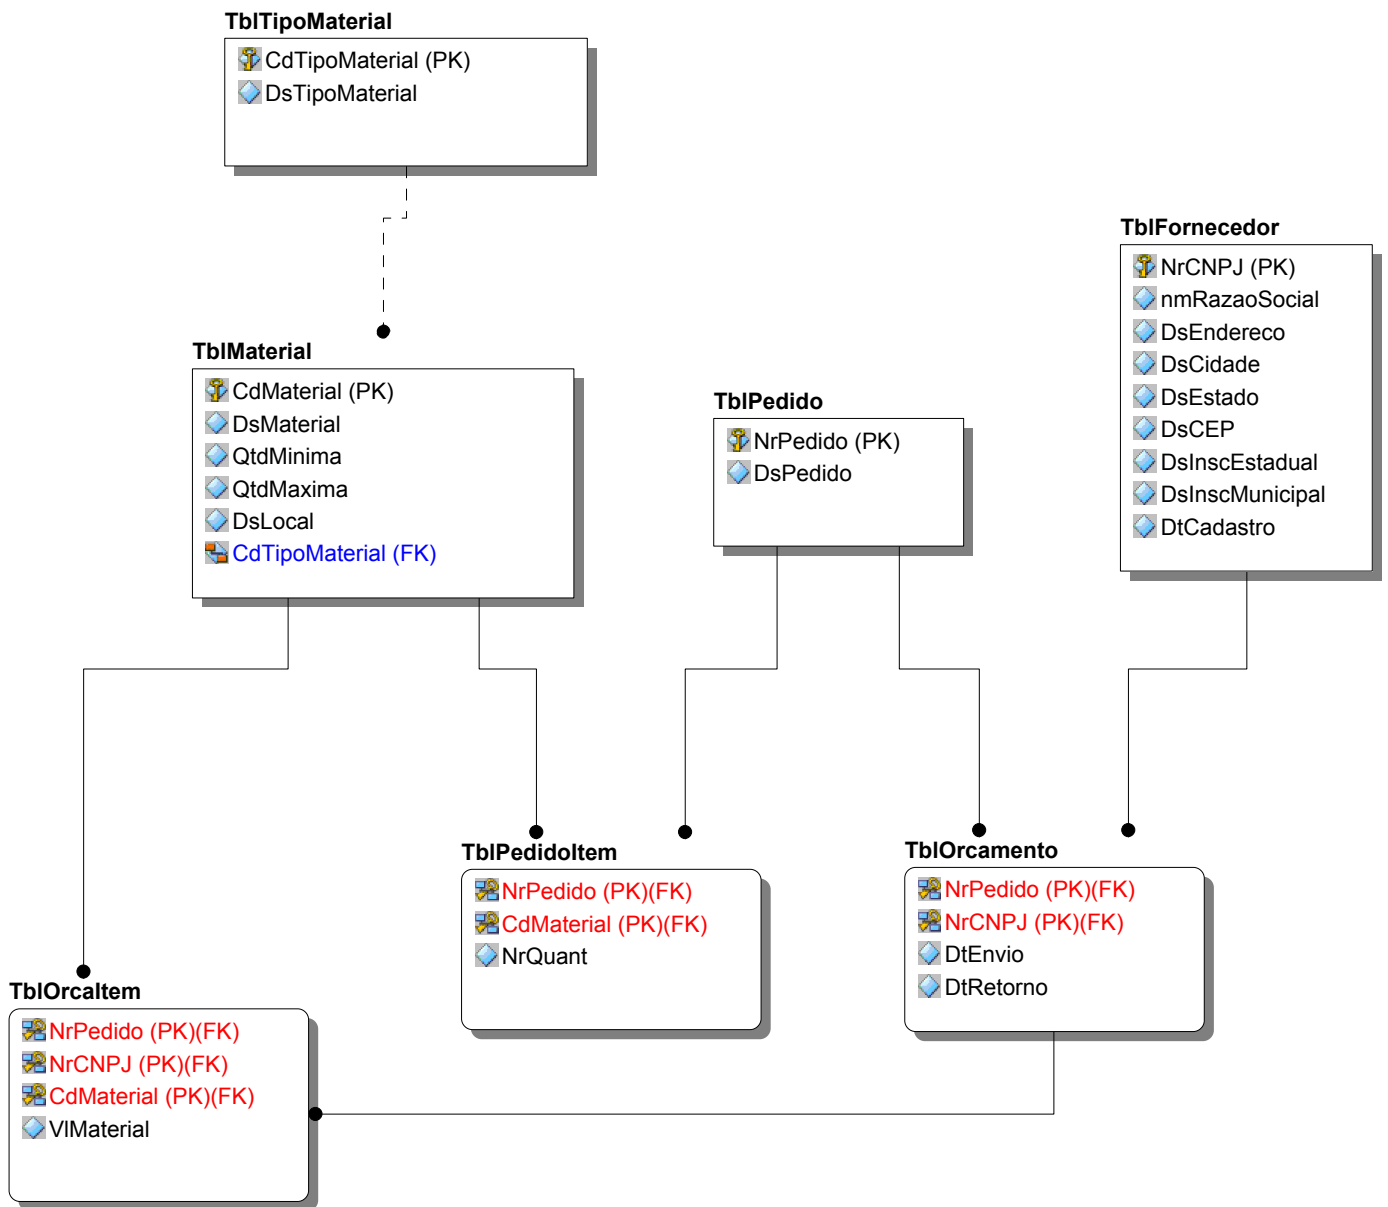 TblTipoMaterial
CdTipoMaterial (PK)
DsTipoMaterial
TblFornecedor
NrCNPJ (PK)
nmRazaoSocial
DsEndereco
DsCidade
DsEstado
DsCEP
DsInscEstadual
DsInscMunicipal
DtCadastro
TblMaterial
CdMaterial (PK)
DsMaterial
QtdMinima
QtdMaxima
DsLocal
CdTipoMaterial (FK)
TblPedido
NrPedido (PK)
DsPedido
TblPedidoItem
NrPedido (PK)(FK)
CdMaterial (PK)(FK)
NrQuant
TblOrcamento
NrPedido (PK)(FK)
NrCNPJ (PK)(FK)
DtEnvio
DtRetorno
TblOrcaItem
NrPedido (PK)(FK)
NrCNPJ (PK)(FK)
CdMaterial (PK)(FK)
VlMaterial